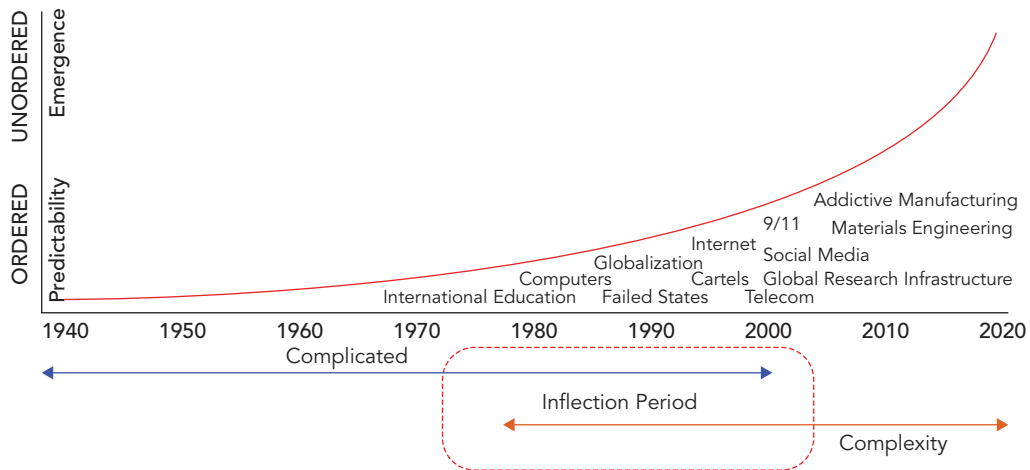 UNORDERED
Emergence
ORDERED
Predictability
Addictive Manufacturing
9/11
Materials Engineering
Internet
Social Media
Globalization
Computers
Cartels
Global Research Infrastructure
International Education
Failed States
Telecom
1940 1950 1960 1970 1980 1990 2000 2010 2020
Complicated
Inflection Period
Complexity